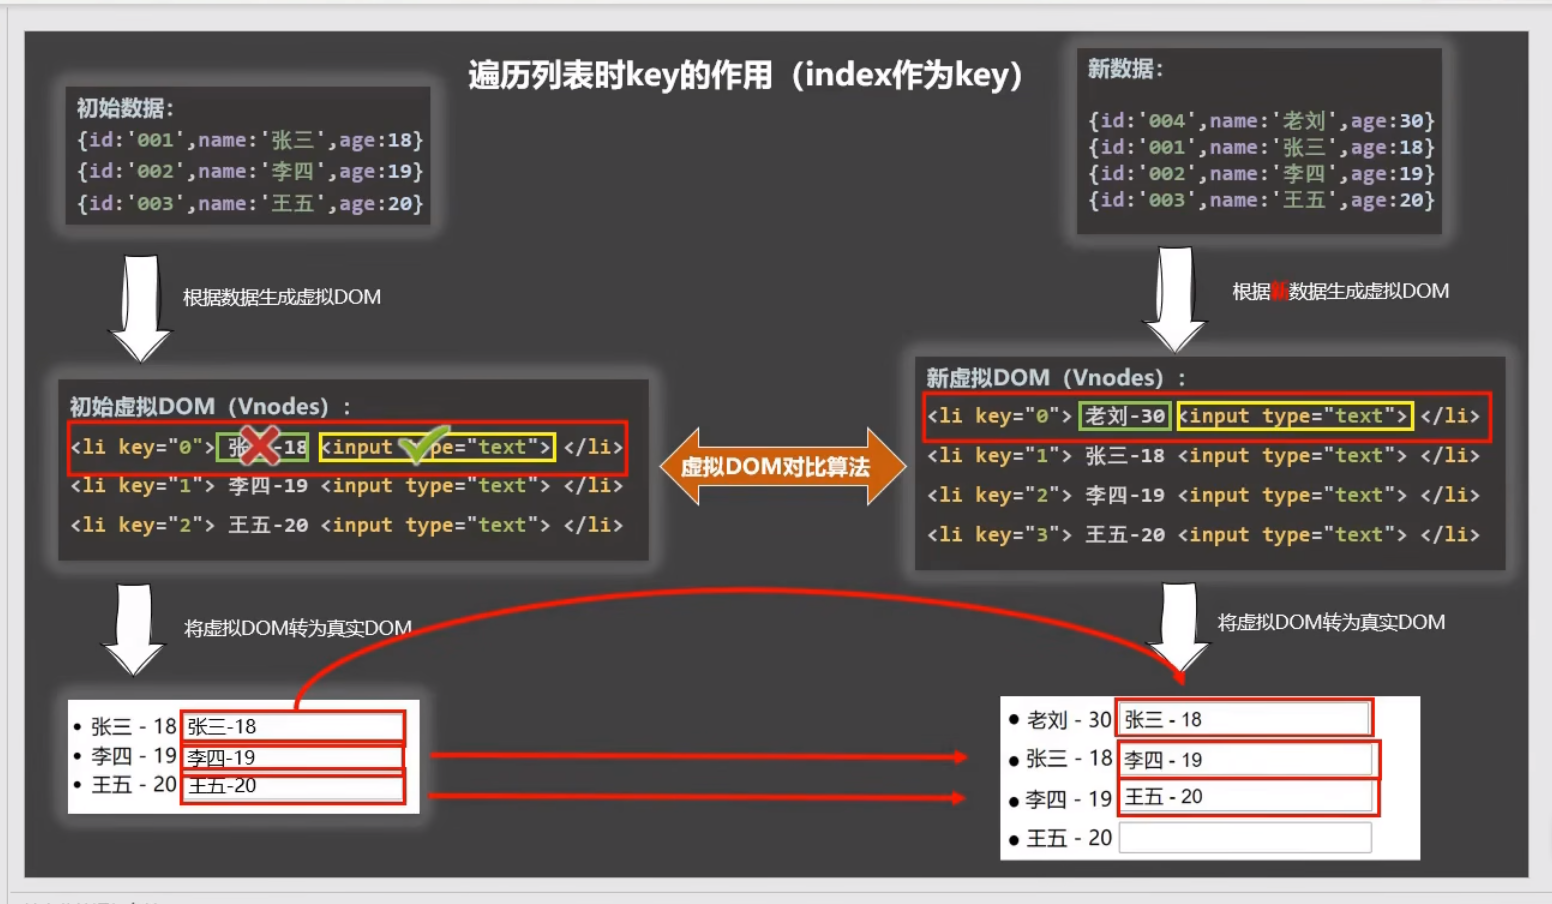 遍历列表时key的作用（index作为key）
初始数据：
{id:'001',name:'张三',age:18}
{id:'002',name:'李四',age:19}
{id:'003',name:'王五',age:20}
根据数据生成虚拟DOM
初始虚拟DOM（Vnodes）：
<li key="0"> 张三-18 <input type="text"> </li>
<li key="1"> 李四-19 <input type="text"> </li>
<li key="2"> 王五-20 <input type="text"> </li>
将虚拟DOM转为真实DOM
• 张三 - 18 张三-18
• 李四 - 19 李四-19
• 王五 - 20 王五-20
虚拟DOM对比算法
新数据：
{id:'004',name:'老刘',age:30}
{id:'001',name:'张三',age:18}
{id:'002',name:'李四',age:19}
{id:'003',name:'王五',age:20}
根据新数据生成虚拟DOM
新虚拟DOM（Vnodes）：
<li key="0"> 老刘-30 <input type="text"> </li>
<li key="1"> 张三-18 <input type="text"> </li>
<li key="2"> 李四-19 <input type="text"> </li>
<li key="3"> 王五-20 <input type="text"> </li>
将虚拟DOM转为真实DOM
• 老刘 - 30 张三 - 18
• 张三 - 18 李四 - 19
• 李四 - 19 王五 - 20
• 王五 - 20